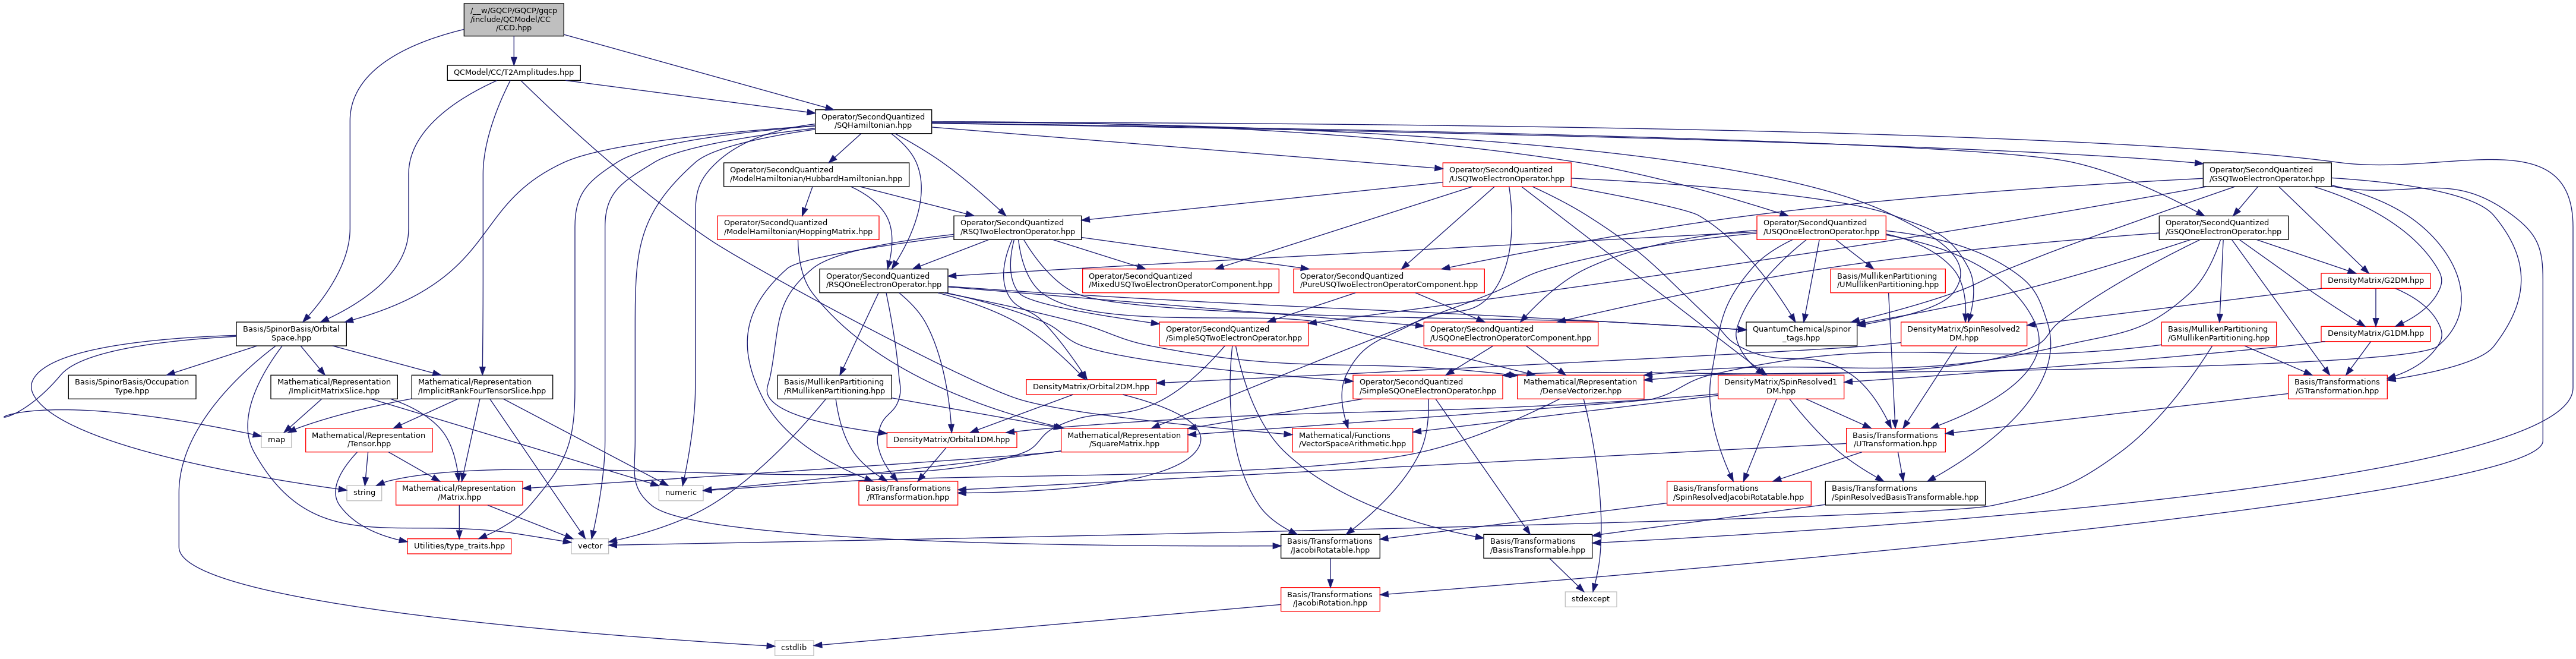 /__w/GQCP/GQCP/gqcp
/include/QCModel/CC
/CCD.hpp
QCModel/CC/T2Amplitudes.hpp
Operator/SecondQuantized
/SQHamiltonian.hpp
Operator/SecondQuantized
/ModelHamiltonian/HubbardHamiltonian.hpp
Operator/SecondQuantized
/USQTwoElectronOperator.hpp
Operator/SecondQuantized
/GSQTwoElectronOperator.hpp
Operator/SecondQuantized
/ModelHamiltonian/HoppingMatrix.hpp
Operator/SecondQuantized
/RSQTwoElectronOperator.hpp
Operator/SecondQuantized
/USQOneElectronOperator.hpp
Operator/SecondQuantized
/GSQOneElectronOperator.hpp
Operator/SecondQuantized
/RSQOneElectronOperator.hpp
Operator/SecondQuantized
/MixedUSQTwoElectronOperatorComponent.hpp
Operator/SecondQuantized
/PureUSQTwoElectronOperatorComponent.hpp
Basis/MullikenPartitioning
/UMullikenPartitioning.hpp
DensityMatrix/G2DM.hpp
Basis/SpinorBasis/Orbital
Space.hpp
Operator/SecondQuantized
/SimpleSQTwoElectronOperator.hpp
Operator/SecondQuantized
/USQOneElectronOperatorComponent.hpp
QuantumChemical/spinor
_tags.hpp
DensityMatrix/SpinResolved2
DM.hpp
Basis/MullikenPartitioning
/GMullikenPartitioning.hpp
DensityMatrix/G1DM.hpp
Basis/SpinorBasis/Occupation
Type.hpp
Mathematical/Representation
/ImplicitMatrixSlice.hpp
Mathematical/Representation
/ImplicitRankFourTensorSlice.hpp
Basis/MullikenPartitioning
/RMullikenPartitioning.hpp
DensityMatrix/Orbital2DM.hpp
Operator/SecondQuantized
/SimpleSQOneElectronOperator.hpp
Mathematical/Representation
/DenseVectorizer.hpp
DensityMatrix/SpinResolved1
DM.hpp
Basis/Transformations
/GTransformation.hpp
map
Mathematical/Representation
/Tensor.hpp
DensityMatrix/Orbital1DM.hpp
Mathematical/Representation
/SquareMatrix.hpp
Mathematical/Functions
/VectorSpaceArithmetic.hpp
Basis/Transformations
/UTransformation.hpp
string
Mathematical/Representation
/Matrix.hpp
numeric
Basis/Transformations
/RTransformation.hpp
Basis/Transformations
/SpinResolvedJacobiRotatable.hpp
Basis/Transformations
/SpinResolvedBasisTransformable.hpp
Utilities/type_traits.hpp
vector
Basis/Transformations
/JacobiRotatable.hpp
Basis/Transformations
/BasisTransformable.hpp
Basis/Transformations
/JacobiRotation.hpp
stdexcept
cstdlib